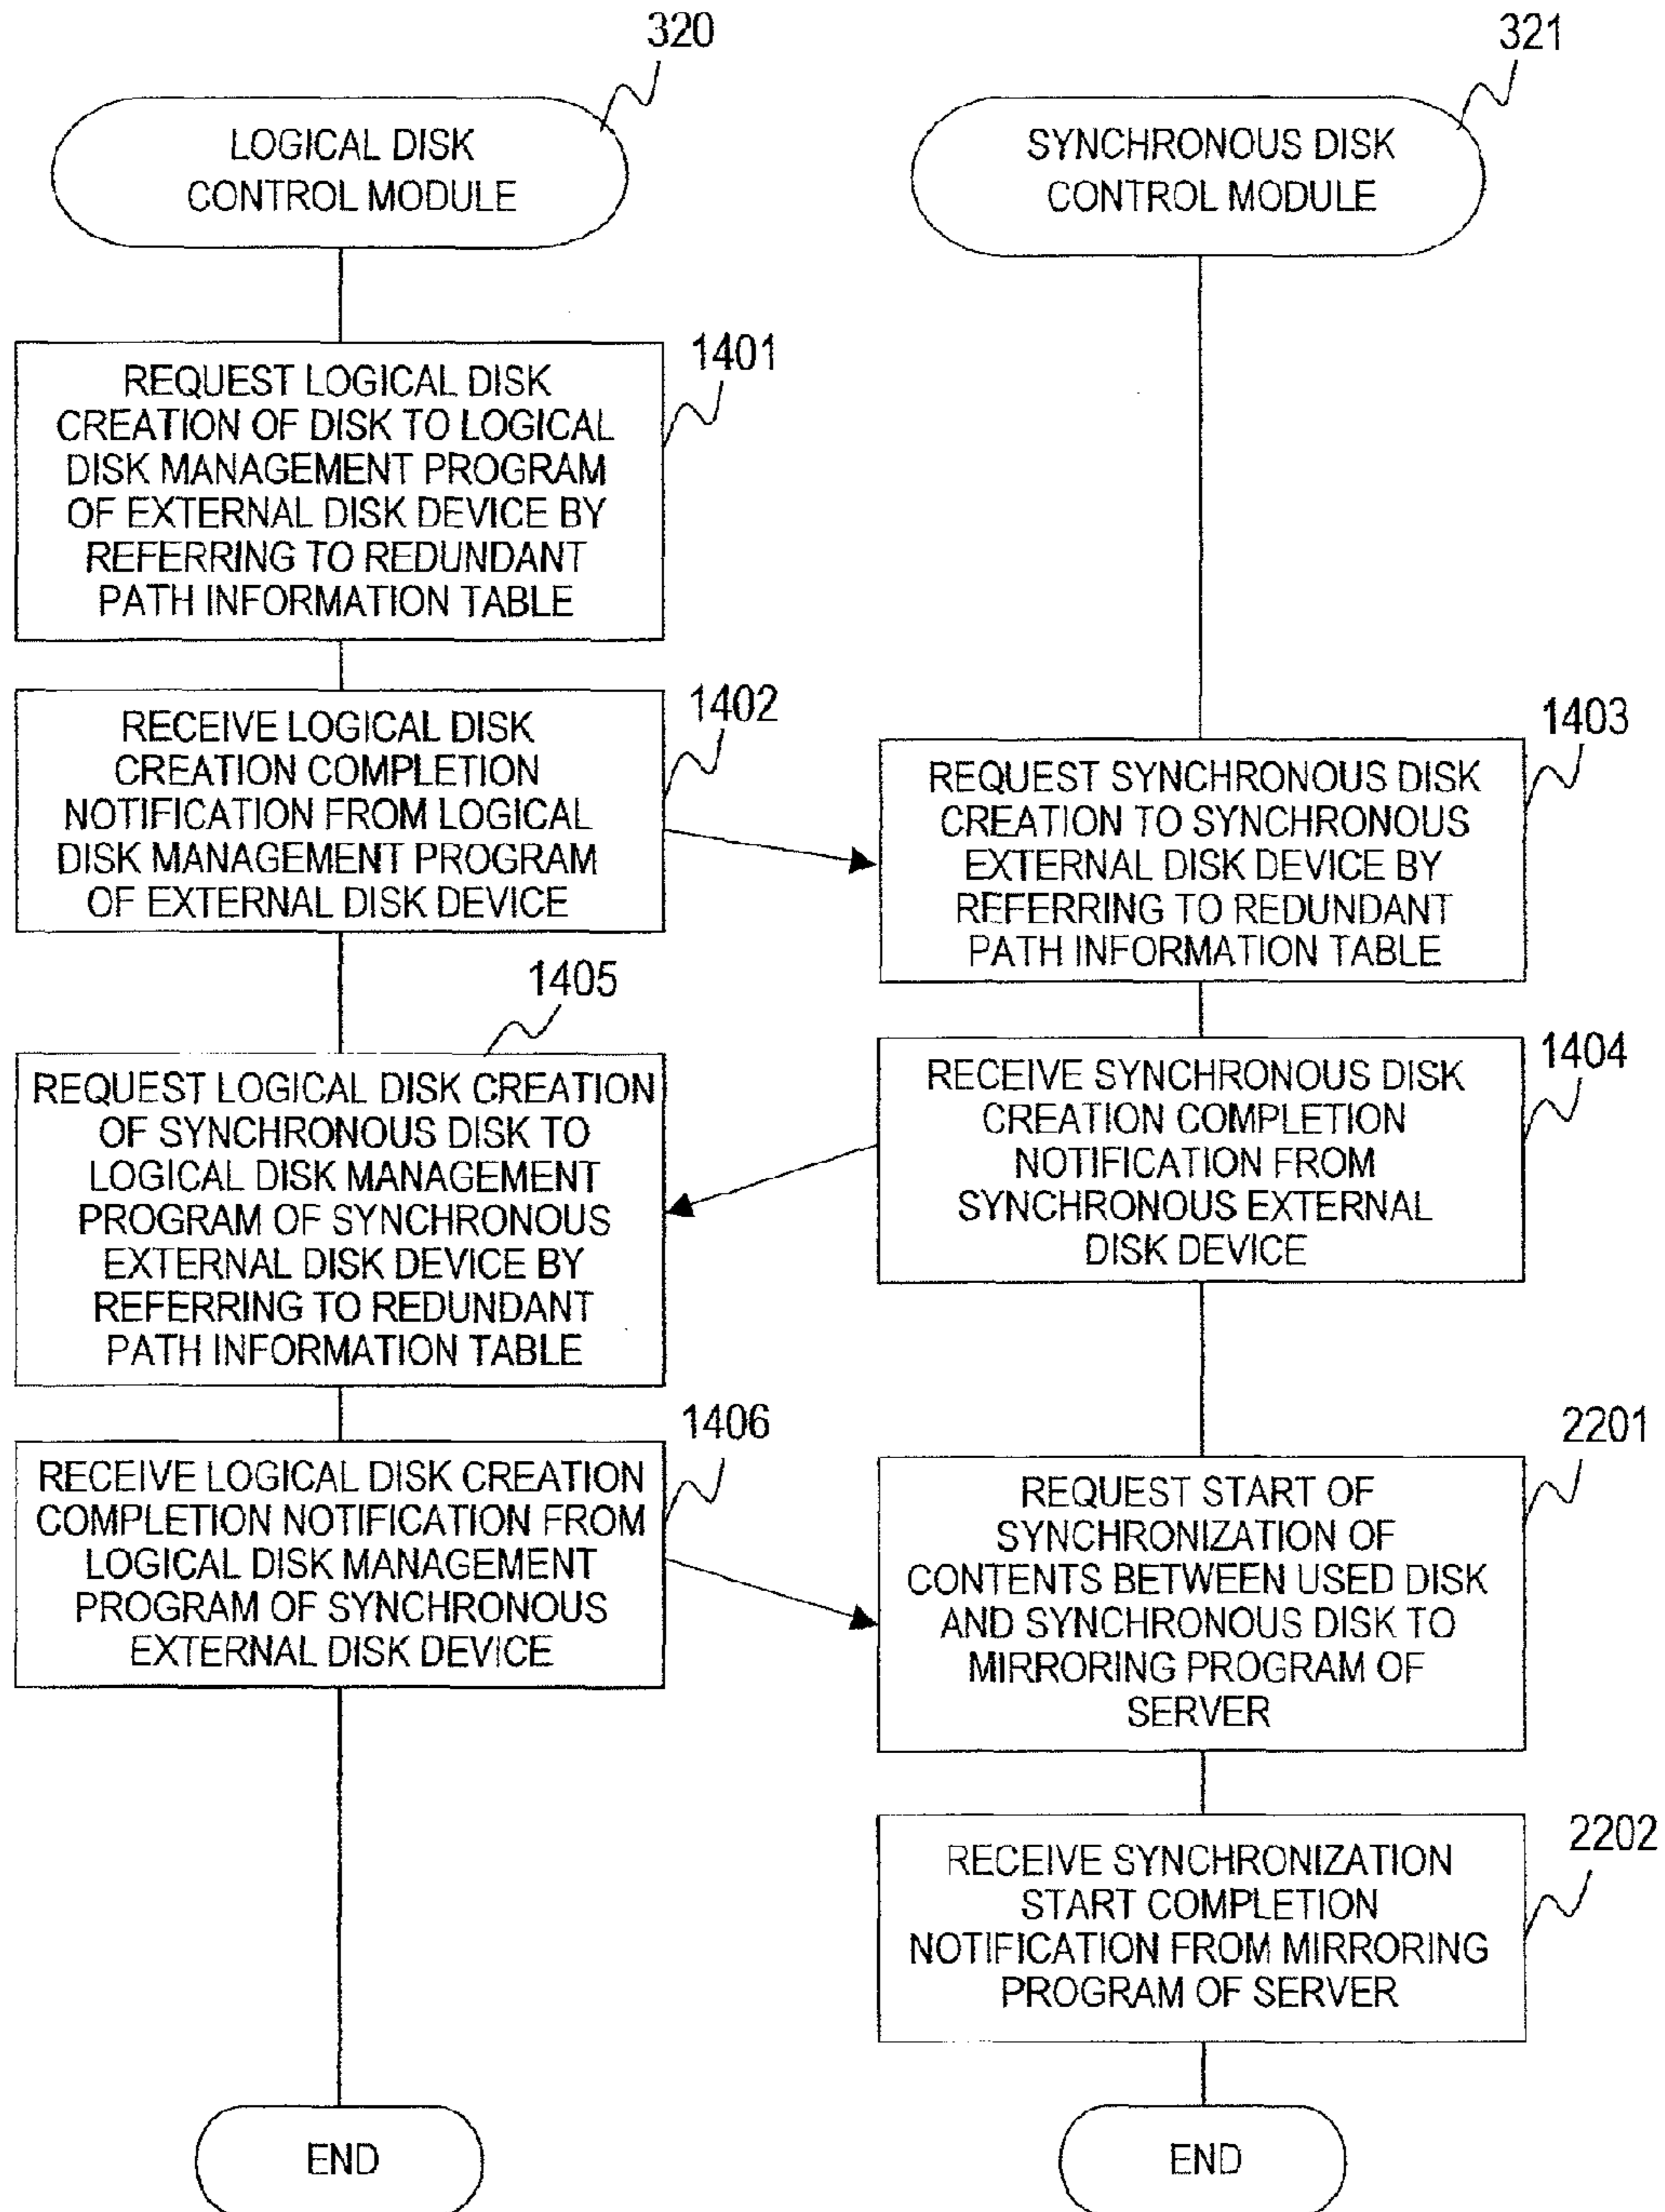 320
LOGICAL DISK
CONTROL MODULE
321
SYNCHRONOUS DISK
CONTROL MODULE
1401
REQUEST LOGICAL DISK
CREATION OF DISK TO LOGICAL
DISK MANAGEMENT PROGRAM
OF EXTERNAL DISK DEVICE BY
REFERRING TO REDUNDANT
PATH INFORMATION TABLE
1402
RECEIVE LOGICAL DISK
CREATION COMPLETION
NOTIFICATION FROM LOGICAL
DISK MANAGEMENT PROGRAM
OF EXTERNAL DISK DEVICE
1403
REQUEST SYNCHRONOUS DISK
CREATION TO SYNCHRONOUS
EXTERNAL DISK DEVICE BY
REFERRING TO REDUNDANT
PATH INFORMATION TABLE
1404
RECEIVE SYNCHRONOUS DISK
CREATION COMPLETION
NOTIFICATION FROM
SYNCHRONOUS EXTERNAL
DISK DEVICE
1405
REQUEST LOGICAL DISK CREATION
OF SYNCHRONOUS DISK TO
LOGICAL DISK MANAGEMENT
PROGRAM OF SYNCHRONOUS
EXTERNAL DISK DEVICE BY
REFERRING TO REDUNDANT
PATH INFORMATION TABLE
1406
RECEIVE LOGICAL DISK CREATION
COMPLETION NOTIFICATION FROM
LOGICAL DISK MANAGEMENT
PROGRAM OF SYNCHRONOUS
EXTERNAL DISK DEVICE
2201
REQUEST START OF
SYNCHRONIZATION OF
CONTENTS BETWEEN USED DISK
AND SYNCHRONOUS DISK TO
MIRRORING PROGRAM OF
SERVER
2202
RECEIVE SYNCHRONIZATION
START COMPLETION
NOTIFICATION FROM MIRRORING
PROGRAM OF SERVER
END
END